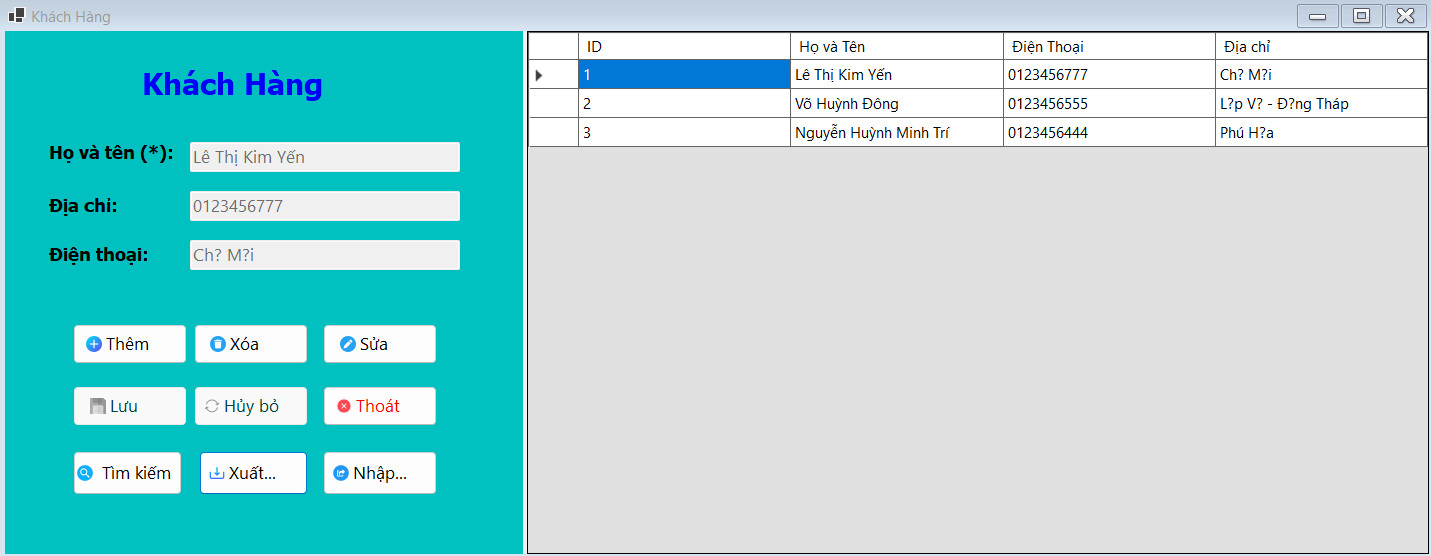 Khách Hàng
Khách Hàng
Họ và tên (*): Lê Thị Kim Yến
Địa chỉ: 0123456777
Điện thoại: Ch? M?i
Thêm Xóa Sửa
Lưu Hủy bỏ Thoát
Tìm kiếm Xuất... Nhập...
ID Họ và Tên Điện Thoại Địa chỉ
1 Lê Thị Kim Yến 0123456777 Ch? M?i
2 Võ Huỳnh Đông 0123456555 L?p V? - Đ?ng Tháp
3 Nguyễn Huỳnh Minh Trí 0123456444 Phú H?a